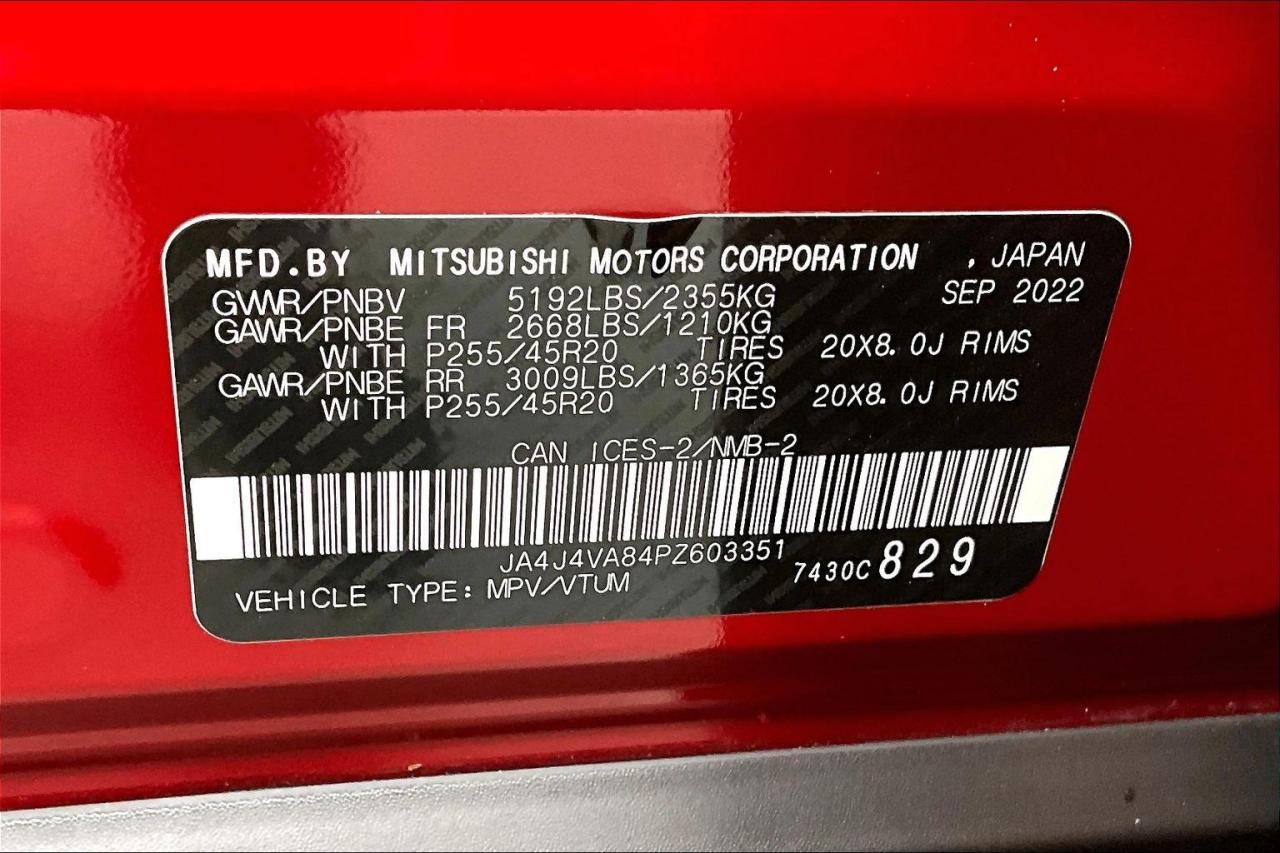 MFD.BY MITSUBISHI MOTORS CORPORATION , JAPAN
GVWR/PNBV 5192LBS/2355KG SEP 2022
GAWR/PNBE FR 2668LBS/1210KG
WITH P255/45R20 TIRES 20X8.0J RIMS
GAWR/PNBE RR 3009LBS/1365KG
WITH P255/45R20 TIRES 20X8.0J RIMS
CAN ICES-2/NMB-2
JA4J4VA84PZ603351
7430C 829
VEHICLE TYPE: MPV/VTUM